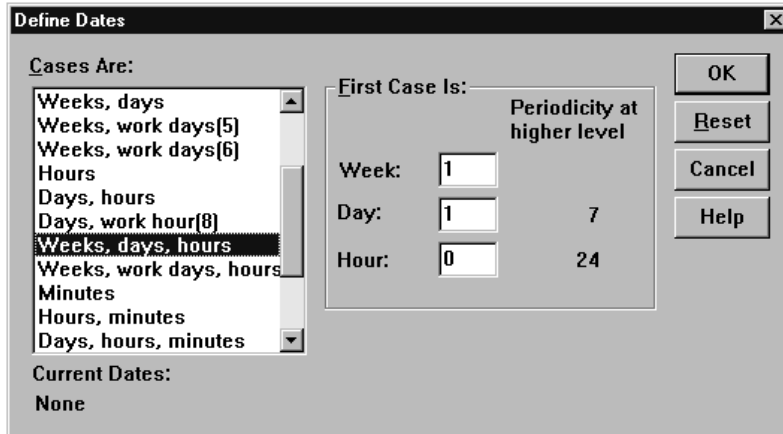 Define Dates
Cases Are:
Weeks, days
Weeks, work days(5)
Weeks, work days(6)
Hours
Days, hours
Days, work hour(8)
Weeks, days, hours
Weeks, work days, hours
Minutes
Hours, minutes
Days, hours, minutes
Current Dates:
None
First Case Is:
Periodicity at
higher level
Week: 1
Day: 1 7
Hour: 0 24
OK
Reset
Cancel
Help